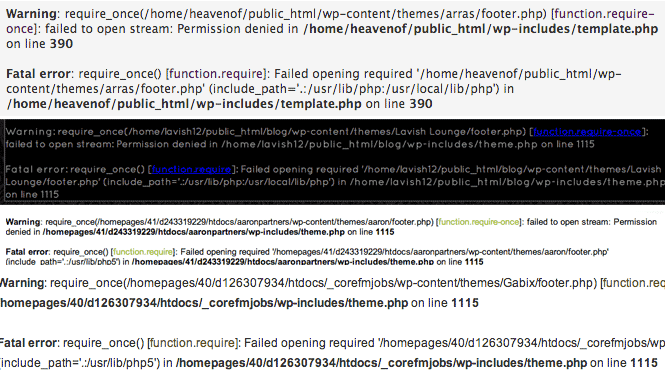 Warning: require_once(/home/heavenof/public_html/wp-content/themes/arras/footer.php) [function.require-
once]: failed to open stream: Permission denied in /home/heavenof/public_html/wp-includes/template.php
on line 390
Fatal error: require_once() [function.require]: Failed opening required '/home/heavenof/public_html/wp-
content/themes/arras/footer.php' (include_path='.:/usr/lib/php:/usr/local/lib/php') in
/home/heavenof/public_html/wp-includes/template.php on line 390
Warning: require_once(/home/lavish12/public_html/blog/wp-content/themes/Lavish Lounge/footer.php) [function.require-once]:
failed to open stream: Permission denied in /home/lavish12/public_html/blog/wp-includes/theme.php on line 1115
Fatal error: require_once() [function.require]: Failed opening required '/home/lavish12/public_html/blog/wp-content/themes/Lavish
Lounge/footer.php' (include_path='.:/usr/lib/php:/usr/local/lib/php') in /home/lavish12/public_html/blog/wp-includes/theme.php
on line 1115
Warning: require_once(/homepages/41/d243319229/htdocs/aaronpartners/wp-content/themes/aaron/footer.php) [function.require-once]: failed to open stream: Permission
denied in /homepages/41/d243319229/htdocs/aaronpartners/wp-includes/theme.php on line 1115
Fatal error: require_once() [function.require]: Failed opening required '/homepages/41/d243319229/htdocs/aaronpartners/wp-content/themes/aaron/footer.php'
(include_path='.:/usr/lib/php5') in /homepages/41/d243319229/htdocs/aaronpartners/wp-includes/theme.php on line 1115
Warning: require_once(/homepages/40/d126307934/htdocs/_corefmjobs/wp-content/themes/Gabix/footer.php) [function.req
/homepages/40/d126307934/htdocs/_corefmjobs/wp-includes/theme.php on line 1115
Fatal error: require_once() [function.require]: Failed opening required '/homepages/40/d126307934/htdocs/_corefmjobs/wp
(include_path='.:/usr/lib/php5') in /homepages/40/d126307934/htdocs/_corefmjobs/wp-includes/theme.php on line 1115